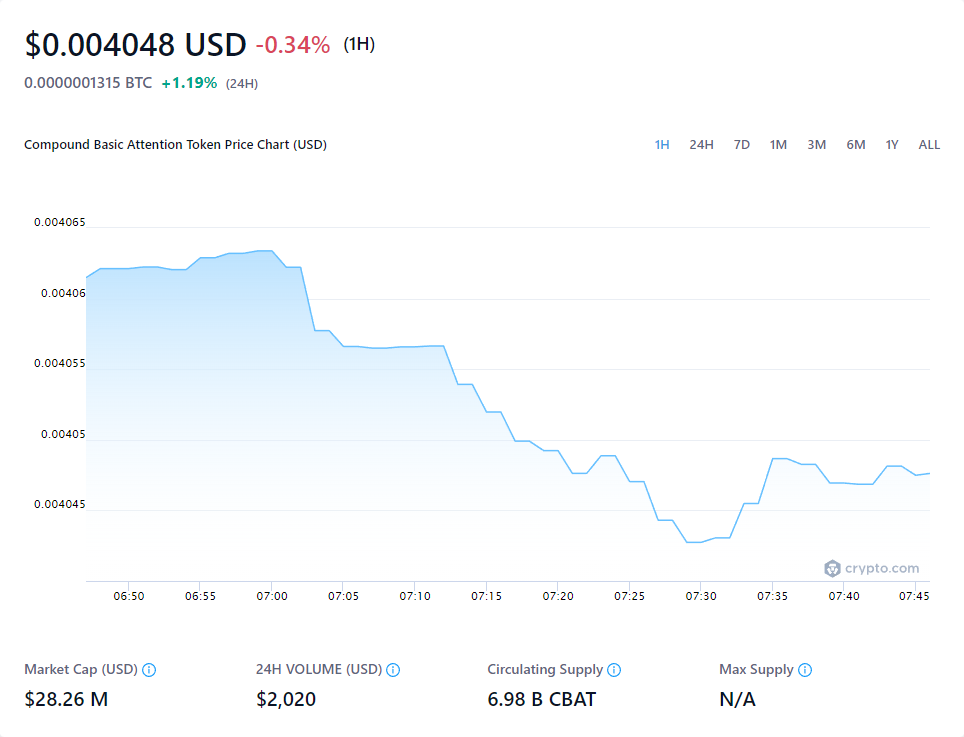 $0.004048 USD -0.34% (1H)
0.0000001315 BTC +1.19% (24H)
Compound Basic Attention Token Price Chart (USD) 1H 24H 7D 1M 3M 6M 1Y ALL
0.004065
0.00406
0.004055
0.00405
0.004045
crypto.com
06:50 06:55 07:00 07:05 07:10 07:15 07:20 07:25 07:30 07:35 07:40 07:45
Market Cap (USD) 24H VOLUME (USD) Circulating Supply Max Supply
$28.26 M $2,020 6.98 B CBAT N/A